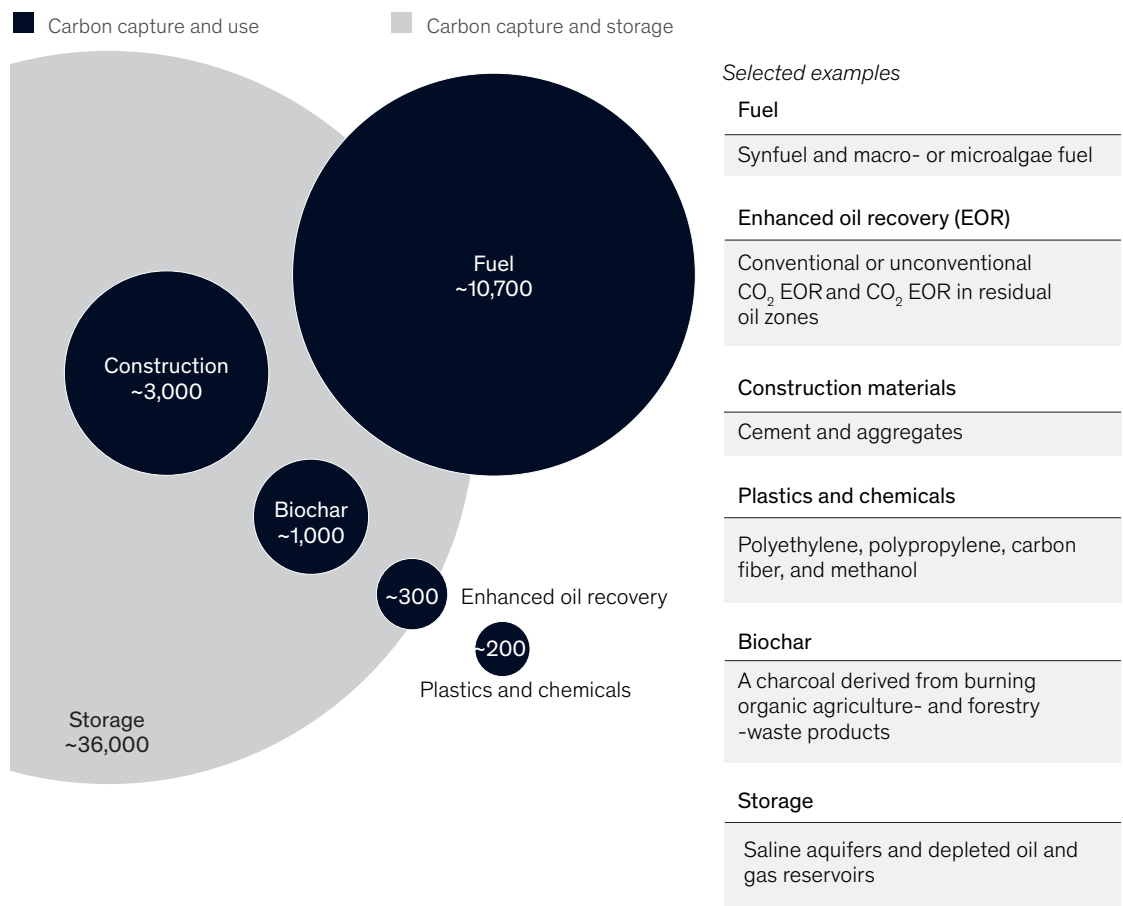 Carbon capture and use
Carbon capture and storage
Fuel
~10,700
Construction
~3,000
Biochar
~1,000
~300
Enhanced oil recovery
~200
Plastics and chemicals
Storage
~36,000
Selected examples
Fuel
Synfuel and macro- or microalgae fuel
Enhanced oil recovery (EOR)
Conventional or unconventional
CO₂ EOR and CO₂ EOR in residual
oil zones
Construction materials
Cement and aggregates
Plastics and chemicals
Polyethylene, polypropylene, carbon
fiber, and methanol
Biochar
A charcoal derived from burning
organic agriculture- and forestry
-waste products
Storage
Saline aquifers and depleted oil and
gas reservoirs